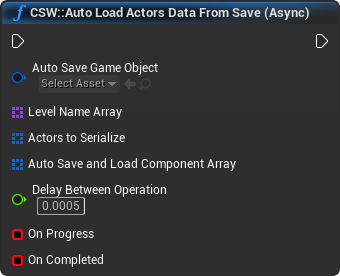 CSW::Auto Load Actors Data From Save (Async)
Auto Save Game Object
Select Asset
Level Name Array
Actors to Serialize
Auto Save and Load Component Array
Delay Between Operation
0.0005
On Progress
On Completed